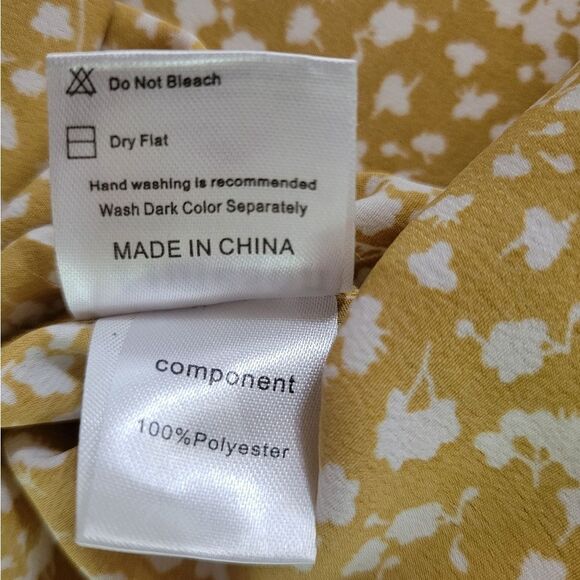 Do Not Bleach
Dry Flat
Hand washing is recommended
Wash Dark Color Separately
MADE IN CHINA
component
100%Polyester